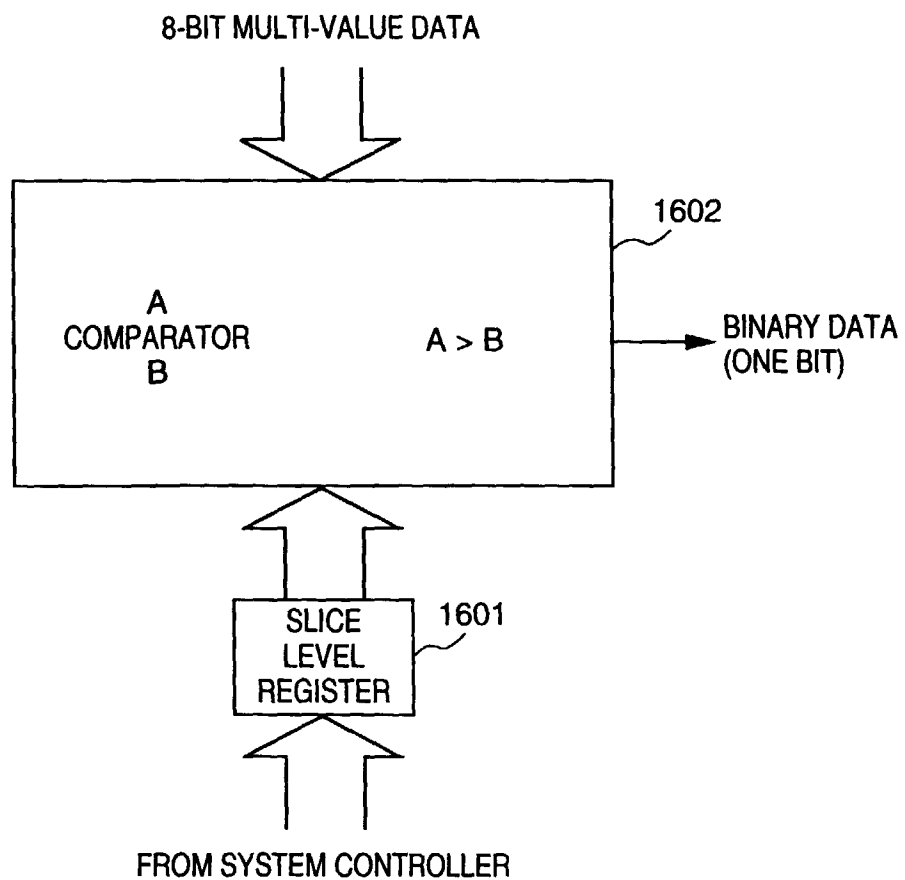 8-BIT MULTI-VALUE DATA
1602
A
COMPARATOR
B
A > B
BINARY DATA
(ONE BIT)
SLICE
LEVEL
REGISTER
1601
FROM SYSTEM CONTROLLER